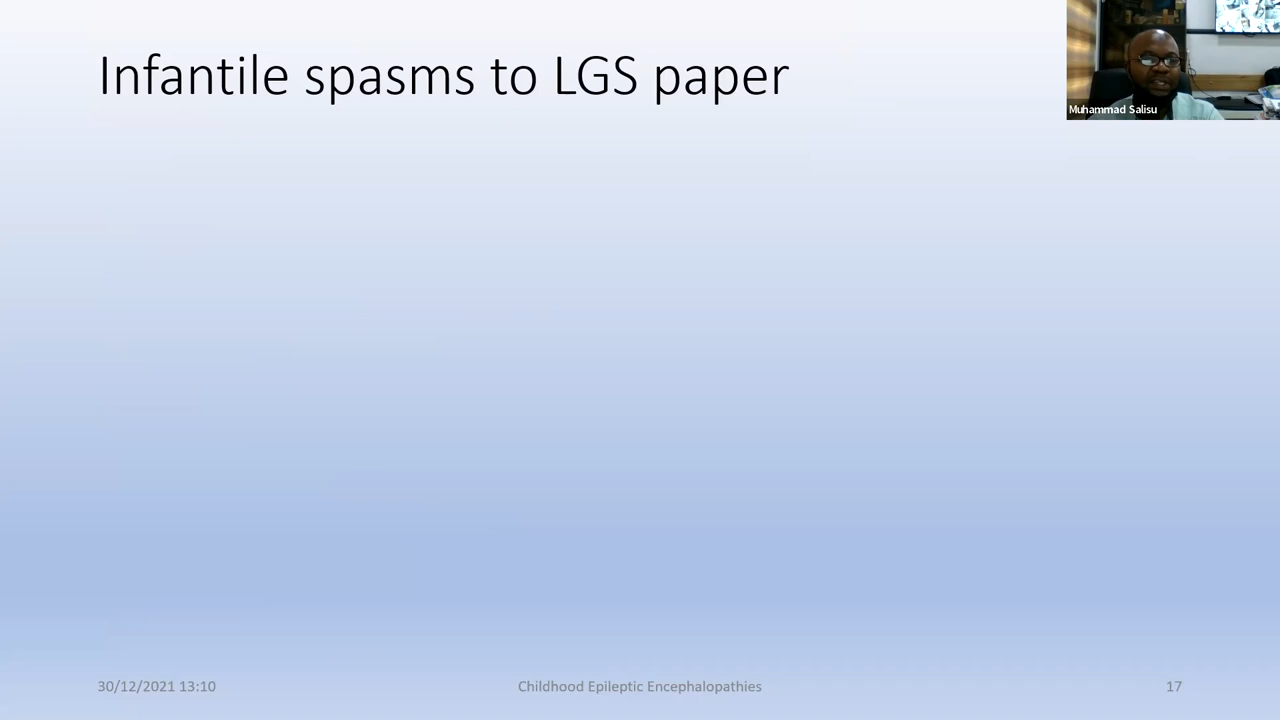 Infantile spasms to LGS paper
Muhammad Salisu
30/12/2021 13:10
Childhood Epileptic Encephalopathies
17